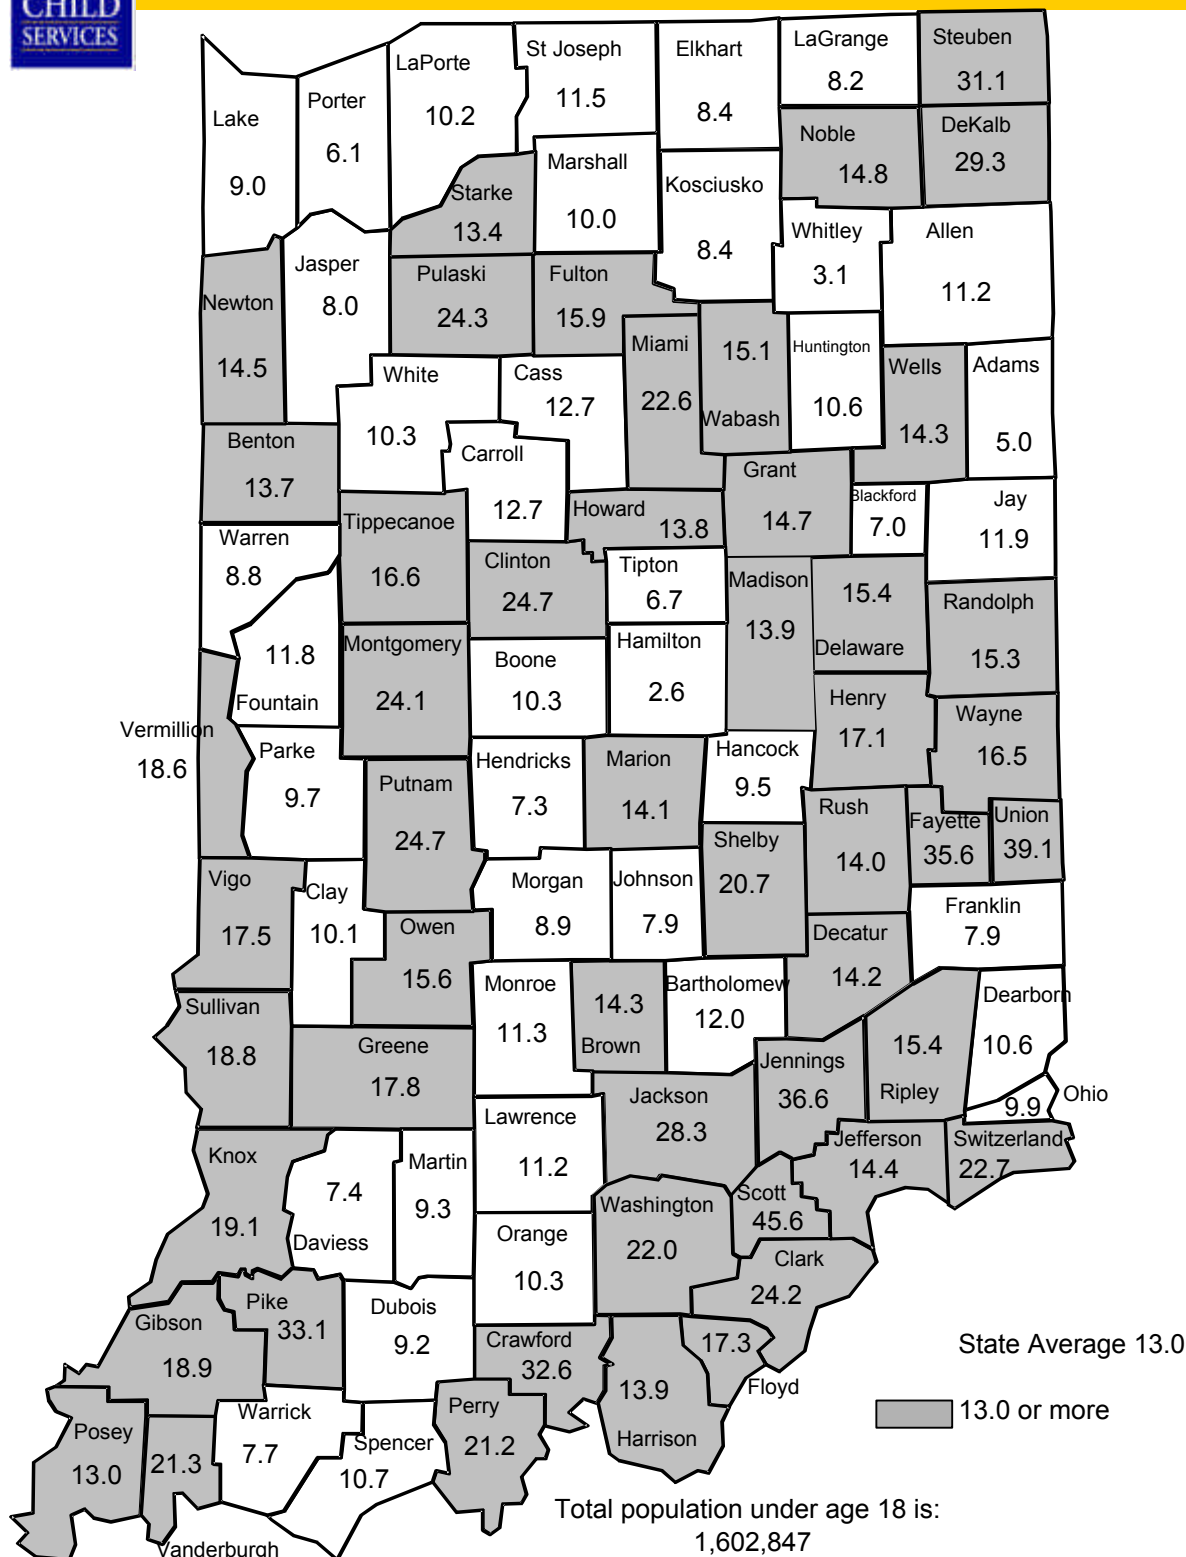 CHILD
SERVICES
Lake
9.0
Porter
6.1
LaPorte
10.2
St Joseph
11.5
Elkhart
8.4
LaGrange
8.2
Steuben
31.1
Noble
14.8
DeKalb
29.3
Starke
13.4
Marshall
10.0
Kosciusko
8.4
Whitley
3.1
Allen
11.2
Newton
14.5
Jasper
8.0
Pulaski
24.3
Fulton
15.9
Miami
22.6
15.1
Wabash
Huntington
10.6
Wells
14.3
Adams
5.0
White
10.3
Cass
12.7
Benton
13.7
Carroll
12.7
Tippecanoe
16.6
Howard
13.8
Grant
14.7
Blackford
7.0
Jay
11.9
Warren
8.8
Clinton
24.7
Tipton
6.7
Madison
13.9
15.4
Delaware
Randolph
15.3
11.8
Fountain
Montgomery
24.1
Boone
10.3
Hamilton
2.6
Henry
17.1
Wayne
16.5
Vermillion
18.6
Parke
9.7
Putnam
24.7
Hendricks
7.3
Marion
14.1
Hancock
9.5
Rush
14.0
Fayette
35.6
Union
39.1
Vigo
17.5
Clay
10.1
Owen
15.6
Morgan
8.9
Johnson
7.9
Shelby
20.7
Decatur
14.2
Franklin
7.9
Sullivan
18.8
Greene
17.8
Monroe
11.3
14.3
Brown
Bartholomew
12.0
Jennings
36.6
15.4
Ripley
Dearborn
10.6
Ohio
9.9
Jackson
28.3
Lawrence
11.2
Jefferson
14.4
Switzerland
22.7
Knox
19.1
7.4
Daviess
Martin
9.3
Orange
10.3
Washington
22.0
Scott
45.6
Clark
24.2
Gibson
18.9
Pike
33.1
Dubois
9.2
Crawford
32.6
13.9
Harrison
17.3
Floyd
State Average 13.0
13.0 or more
Posey
13.0
21.3
Vanderburgh
Warrick
7.7
Spencer
10.7
Perry
21.2
Total population under age 18 is:
1,602,847